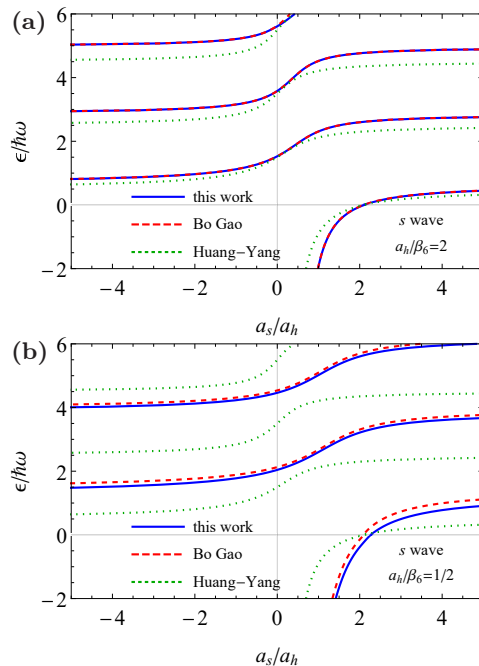 (a)
6
4
2
0
−2
ϵ/ħω
this work
Bo Gao
Huang−Yang
s wave
a_h/β_6=2
−4 −2 0 2 4
a_s/a_h
(b)
6
4
2
0
−2
ϵ/ħω
this work
Bo Gao
Huang−Yang
s wave
a_h/β_6=1/2
−4 −2 0 2 4
a_s/a_h